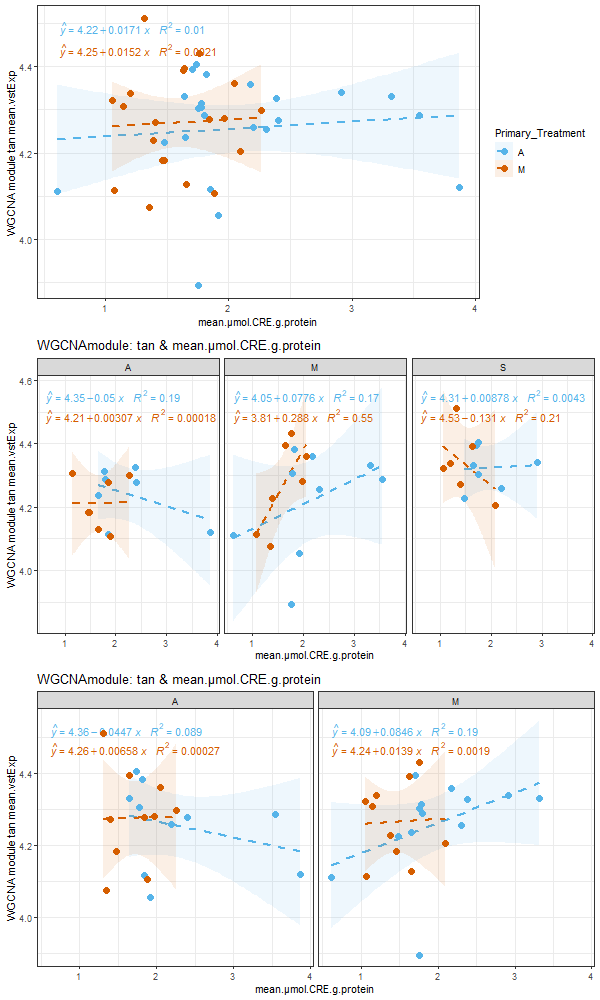 ŷ = 4.22 + 0.0171 x R² = 0.01
ŷ = 4.25 + 0.0152 x R² = 0.0021
4.4
4.2
4.0
WGCNA module tan mean.vstExp
1 2 3 4
mean.µmol.CRE.g.protein
Primary_Treatment
A
M
WGCNAmodule: tan & mean.µmol.CRE.g.protein
A M S
ŷ = 4.35 − 0.05 x R² = 0.19
ŷ = 4.21 + 0.00307 x R² = 0.00018
ŷ = 4.05 + 0.0776 x R² = 0.17
ŷ = 3.81 + 0.288 x R² = 0.55
ŷ = 4.31 + 0.00878 x R² = 0.0043
ŷ = 4.53 − 0.131 x R² = 0.21
4.6
4.4
4.2
4.0
WGCNA module tan mean.vstExp
1 2 3 4 1 2 3 4 1 2 3 4
mean.µmol.CRE.g.protein
WGCNAmodule: tan & mean.µmol.CRE.g.protein
A M
ŷ = 4.36 − 0.0447 x R² = 0.089
ŷ = 4.26 + 0.00658 x R² = 0.00027
ŷ = 4.09 + 0.0846 x R² = 0.19
ŷ = 4.24 + 0.0139 x R² = 0.0019
4.4
4.2
4.0
WGCNA module tan mean.vstExp
1 2 3 4 1 2 3 4
mean.µmol.CRE.g.protein